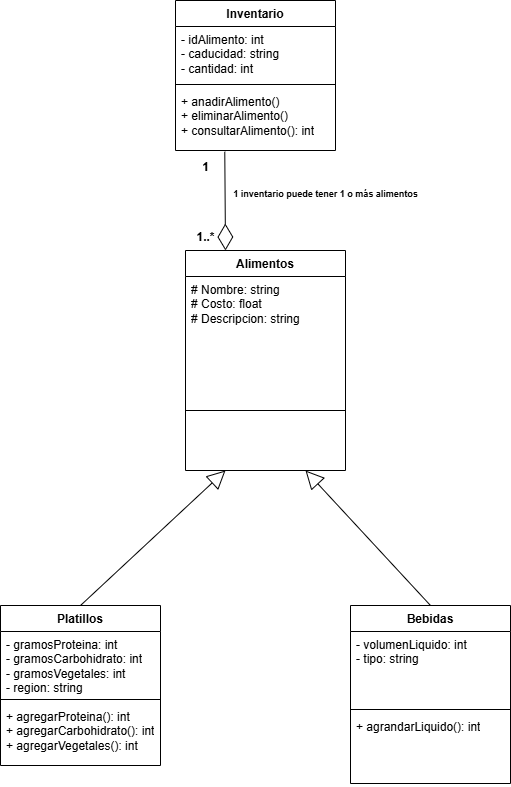 Inventario
- idAlimento: int
- caducidad: string
- cantidad: int
+ anadirAlimento()
+ eliminarAlimento()
+ consultarAlimento(): int
1
1 inventario puede tener 1 o más alimentos
1..*
Alimentos
# Nombre: string
# Costo: float
# Descripcion: string
Platillos
- gramosProteina: int
- gramosCarbohidrato: int
- gramosVegetales: int
- region: string
+ agregarProteina(): int
+ agregarCarbohidrato(): int
+ agregarVegetales(): int
Bebidas
- volumenLiquido: int
- tipo: string
+ agrandarLiquido(): int